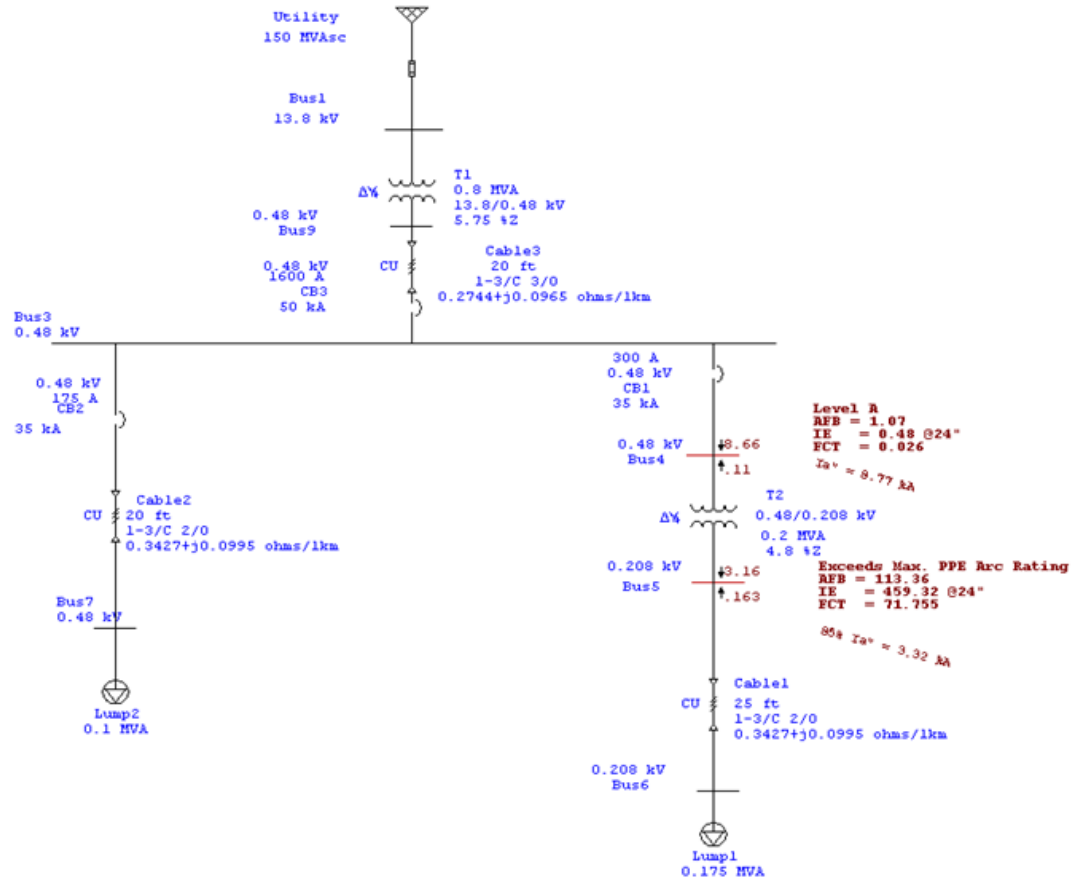 Utility
150 MVAsc
Bus1
13.8 kV
T1
0.8 MVA
13.8/0.48 kV
5.75 %Z
0.48 kV
Bus9
Cable3
20 ft
1-3/C 3/0
0.2744+j0.0965 ohms/1km
CU
0.48 kV
1600 A
CB3
50 kA
Bus3
0.48 kV
0.48 kV
175 A
CB2
35 kA
300 A
0.48 kV
CB1
35 kA
Level A
AFB = 1.07
IE = 0.48 @24"
FCT = 0.026
Ia" = 8.77 kA
0.48 kV
Bus4
8.66
.11
T2
0.48/0.208 kV
0.2 MVA
4.8 %Z
Cable2
CU
20 ft
1-3/C 2/0
0.3427+j0.0995 ohms/1km
0.208 kV
Bus5
3.16
.163
Exceeds Max. PPE Arc Rating
AFB = 113.36
IE = 459.32 @24"
FCT = 71.755
85% Ia" = 3.32 kA
Bus7
0.48 kV
Lump2
0.1 MVA
Cable1
CU
25 ft
1-3/C 2/0
0.3427+j0.0995 ohms/1km
0.208 kV
Bus6
Lump1
0.175 MVA